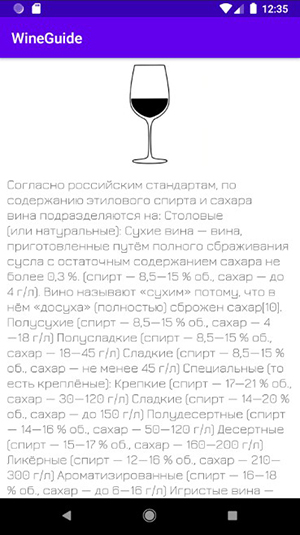 12:35
WineGuide
Согласно российским стандартам, по
содержанию этилового спирта и сахара
вина подразделяются на: Столовые
(или натуральные): Сухие вина — вина,
приготовленные путём полного сбраживания
сусла с остаточным содержанием сахара не
более 0,3 %. (спирт — 8,5—15 % об., сахар — до
4 г/л). Вино называют «сухим» потому, что в
нём «досуха» (полностью) сброжен сахар[10].
Полусухие (спирт — 8,5—15 % об., сахар — 4
—18 г/л) Полусладкие (спирт — 8,5—15 % об.,
сахар — 18—45 г/л) Сладкие (спирт — 8,5—15 %
об., сахар — не менее 45 г/л) Специальные (то
есть креплёные): Крепкие (спирт — 17—21 % об.,
сахар — 30—120 г/л) Сладкие (спирт — 14—20 %
об., сахар — до 150 г/л) Полудесертные (спирт
— 14—16 % об., сахар — 50—120 г/л) Десертные
(спирт — 15—17 % об., сахар — 160—200 г/л)
Ликёрные (спирт — 12—16 % об., сахар — 210—
300 г/л) Ароматизированные (спирт — 16—18
% об., сахар — до 6—16 г/л) Игристые вина —